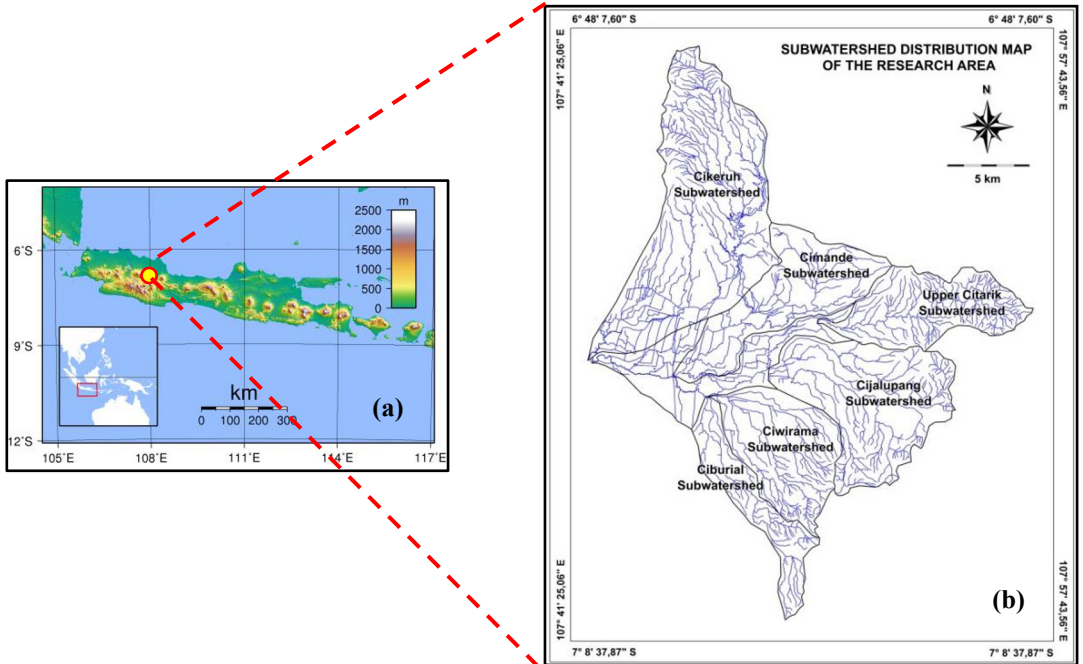 m
2500
2000
1500
1000
500
0
6°S
9°S
12°S
105°E
108°E
111°E
114°E
117°E
km
0 100 200 300
(a)
6° 48' 7,60" S
6° 48' 7,60" S
107° 41' 25,06" E
107° 57' 43,56" E
SUBWATERSHED DISTRIBUTION MAP
OF THE RESEARCH AREA
N
5 km
Cikeruh
Subwatershed
Cimande
Subwatershed
Upper Citarik
Subwatershed
Cijalupang
Subwatershed
Ciwirama
Subwatershed
Ciburial
Subwatershed
(b)
107° 41' 25,06" E
107° 57' 43,56" E
7° 8' 37,87" S
7° 8' 37,87" S